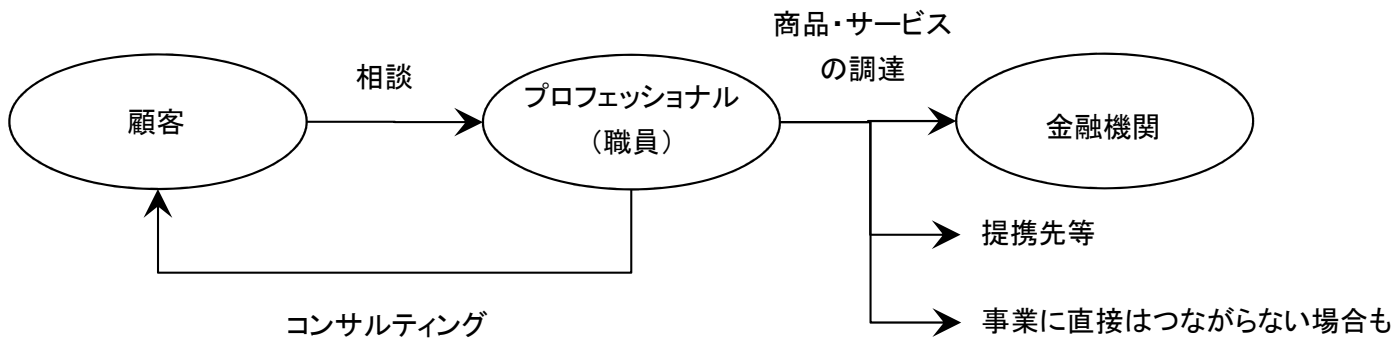 商品・サービス
の調達
相談
顧客
プロフェッショナル
（職員）
金融機関
提携先等
コンサルティング
事業に直接はつながらない場合も